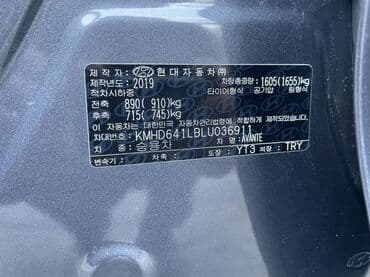 제 작 자 : 현 대 자 동 차 ㈜
제작년도: 2019 차량총중량: 1605(1655)kg
적차시하중 타이어형식 공기압 림형식
전축 890( 910)kg
후축 715( 745)kg
이 자동차는 대한민국 자동차관리법령에 적합하게 제작되었습니다
차대번호: KMHD641LBLU036911
차 종: 승용차 차 명: AVANTE
변속기: 도 장: YT3 외 장: TRY